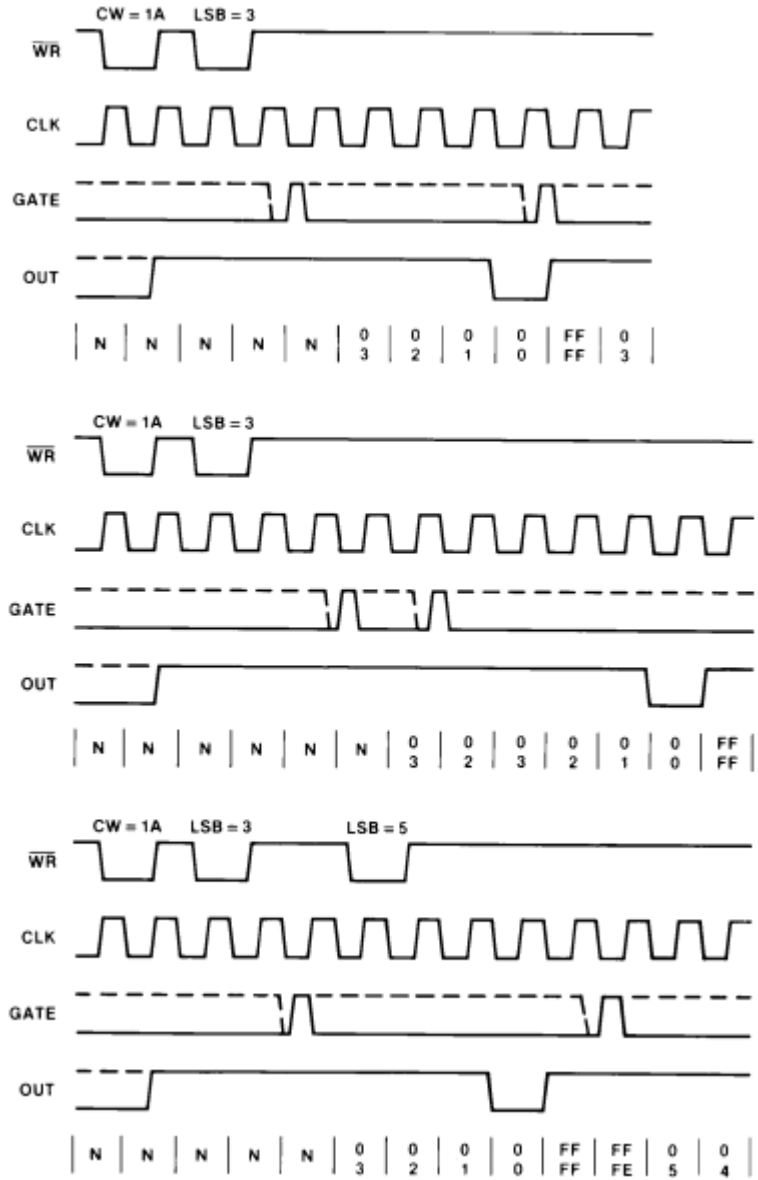 CW = 1A LSB = 3
WR
CLK
GATE
OUT
N N N N N 0 0 0 0 FF 0
3 2 1 0 FF 3
CW = 1A LSB = 3
WR
CLK
GATE
OUT
N N N N N N 0 0 0 0 0 0 FF
3 2 3 2 1 0 FF
CW = 1A LSB = 3 LSB = 5
WR
CLK
GATE
OUT
N N N N N 0 0 0 0 FF FF 0 0
3 2 1 0 FF FE 5 4